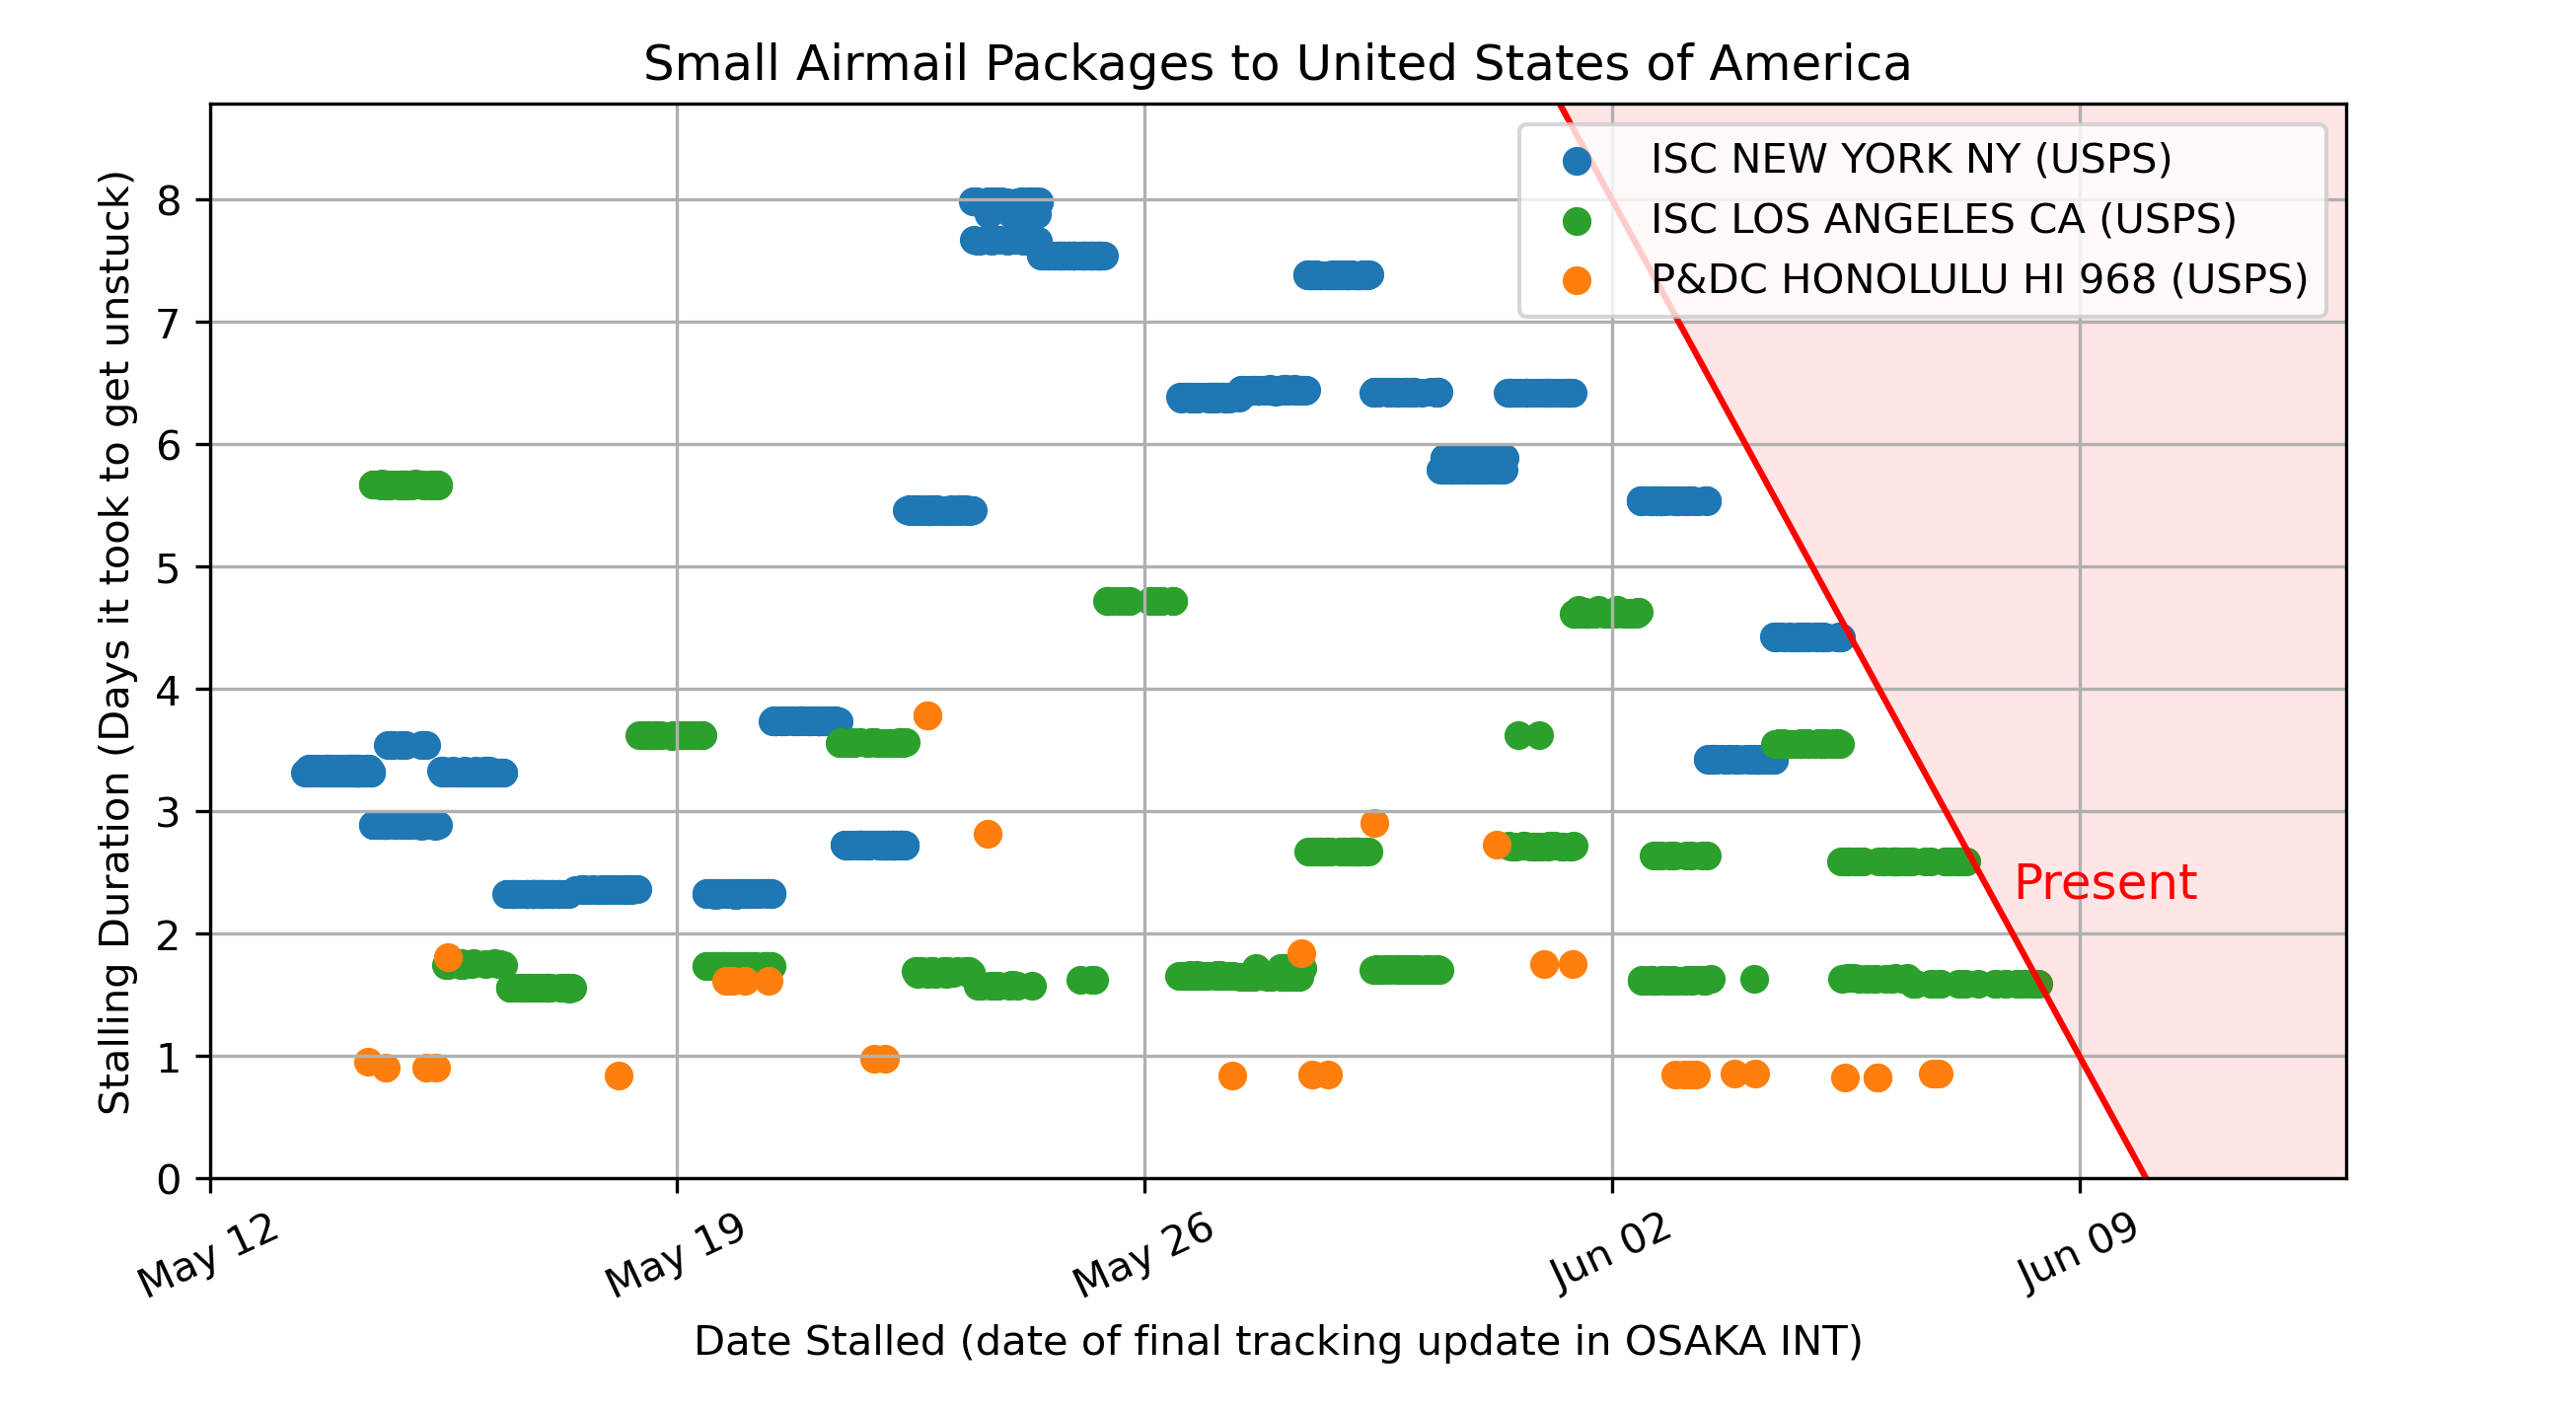 Small Airmail Packages to United States of America
ISC NEW YORK NY (USPS)
ISC LOS ANGELES CA (USPS)
P&DC HONOLULU HI 968 (USPS)
Stalling Duration (Days it took to get unstuck)
8
7
6
5
4
3
2
1
0
Present
May 12
May 19
May 26
Jun 02
Jun 09
Date Stalled (date of final tracking update in OSAKA INT)